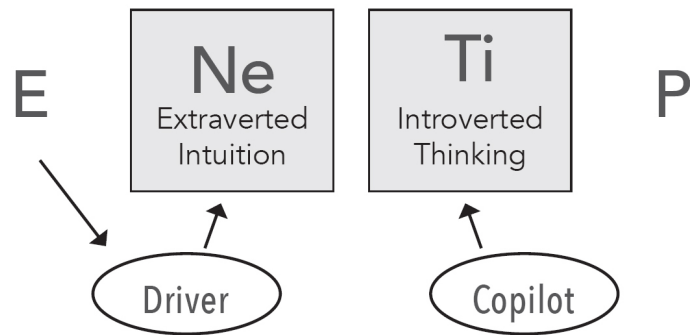 E
Ne
Extraverted
Intuition
Ti
Introverted
Thinking
P
Driver
Copilot